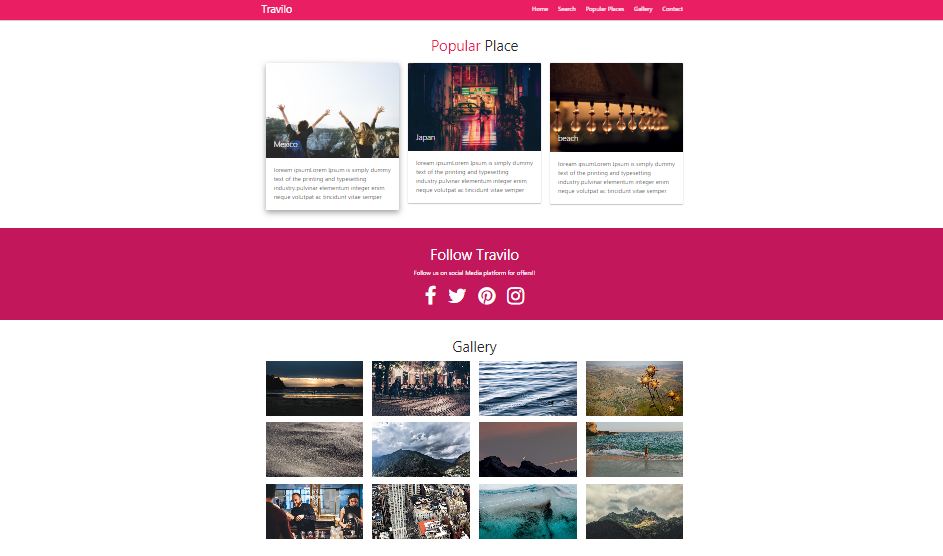 Travilo
Home Search Popular Places Gallery Contact
Popular Place
Mexico
loream ipsumLorem Ipsum is simply dummy
text of the printing and typesetting
industry.pulvinar elementum integer enim
neque volutpat ac tincidunt vitae semper
Japan
loream ipsumLorem Ipsum is simply dummy
text of the printing and typesetting
industry.pulvinar elementum integer enim
neque volutpat ac tincidunt vitae semper
beach
loream ipsumLorem Ipsum is simply dummy
text of the printing and typesetting
industry.pulvinar elementum integer enim
neque volutpat ac tincidunt vitae semper
Follow Travilo
Follow us on social Media platform for offers!!
Gallery